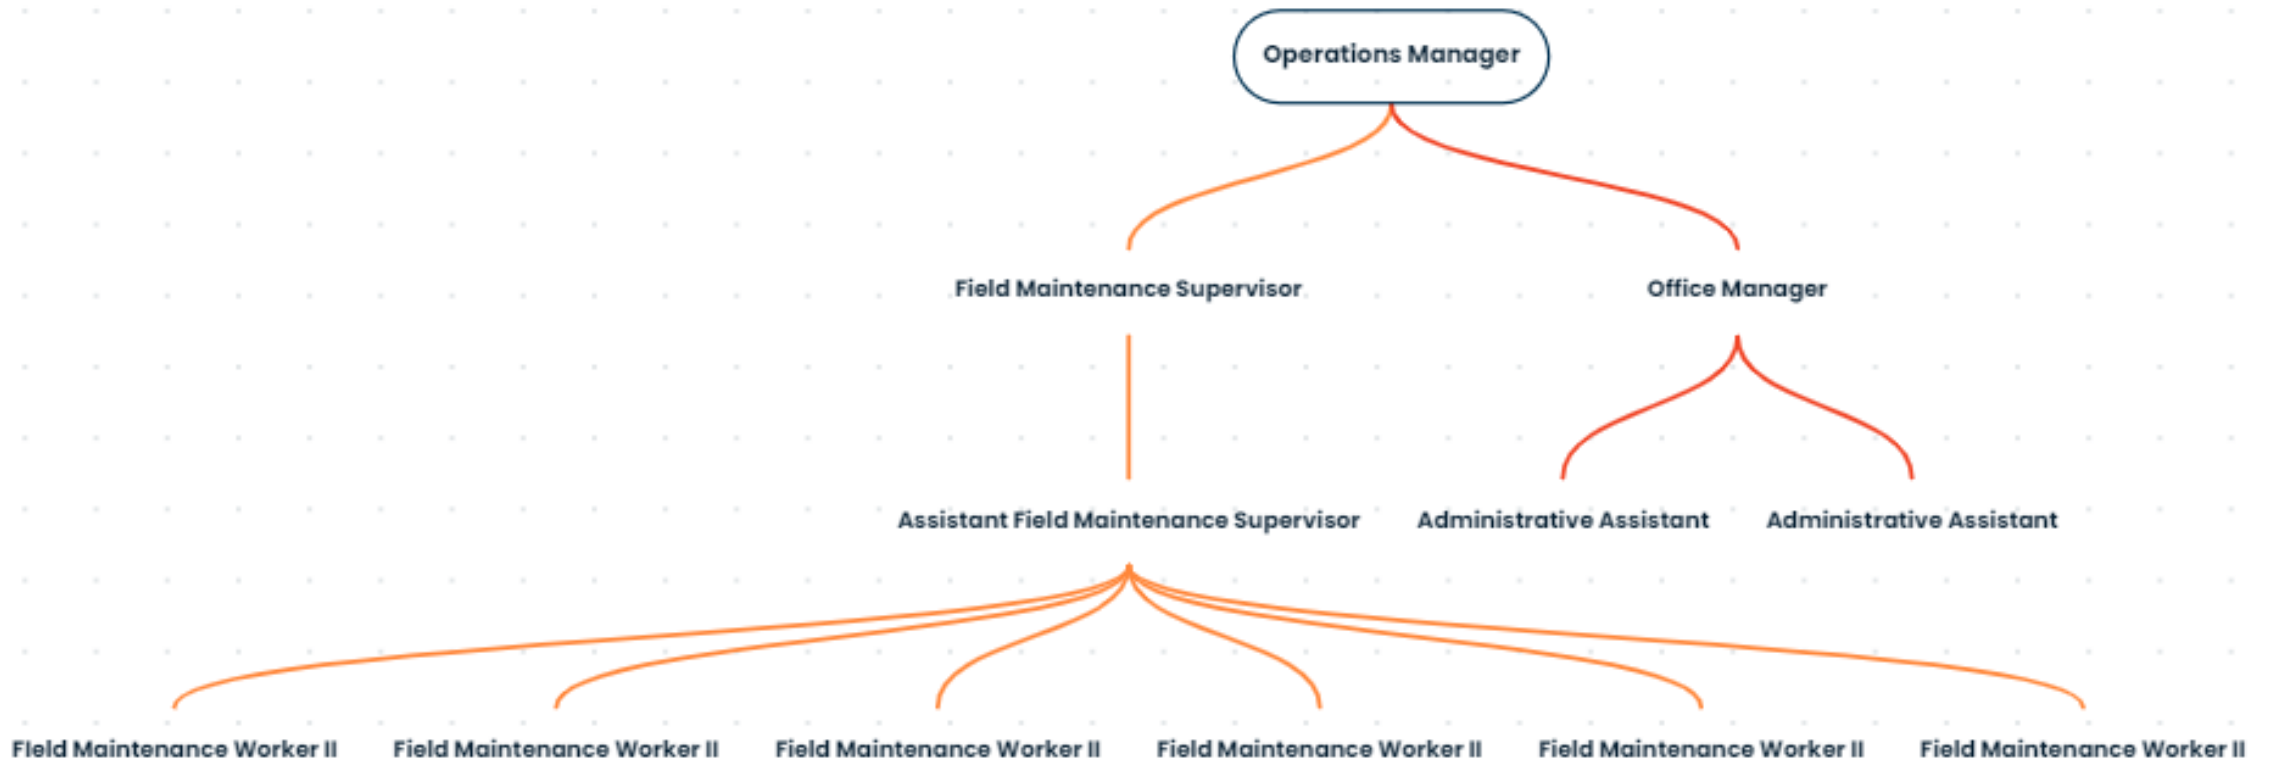 Operations Manager
Field Maintenance Supervisor
Office Manager
Assistant Field Maintenance Supervisor
Administrative Assistant
Administrative Assistant
FIeld Maintenance Worker II
Field Maintenance Worker II
Field Maintenance Worker II
Field Maintenance Worker II
Field Maintenance Worker II
Field Maintenance Worker II